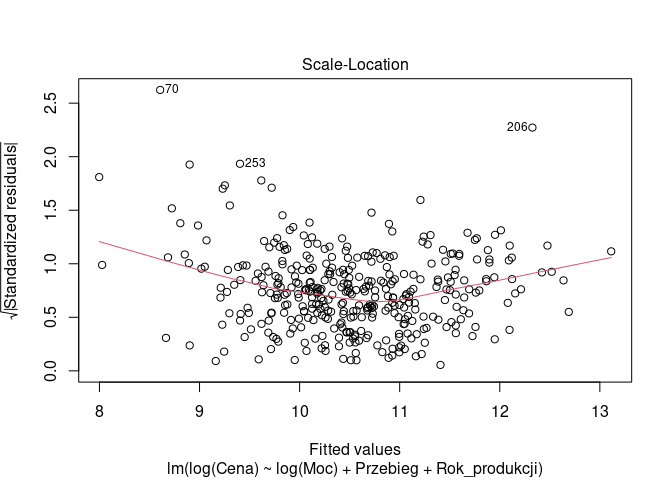 Scale-Location
√|Standardized residuals|
2.5
2.0
1.5
1.0
0.5
0.0
70
206
253
8 9 10 11 12 13
Fitted values
lm(log(Cena) ~ log(Moc) + Przebieg + Rok_produkcji)